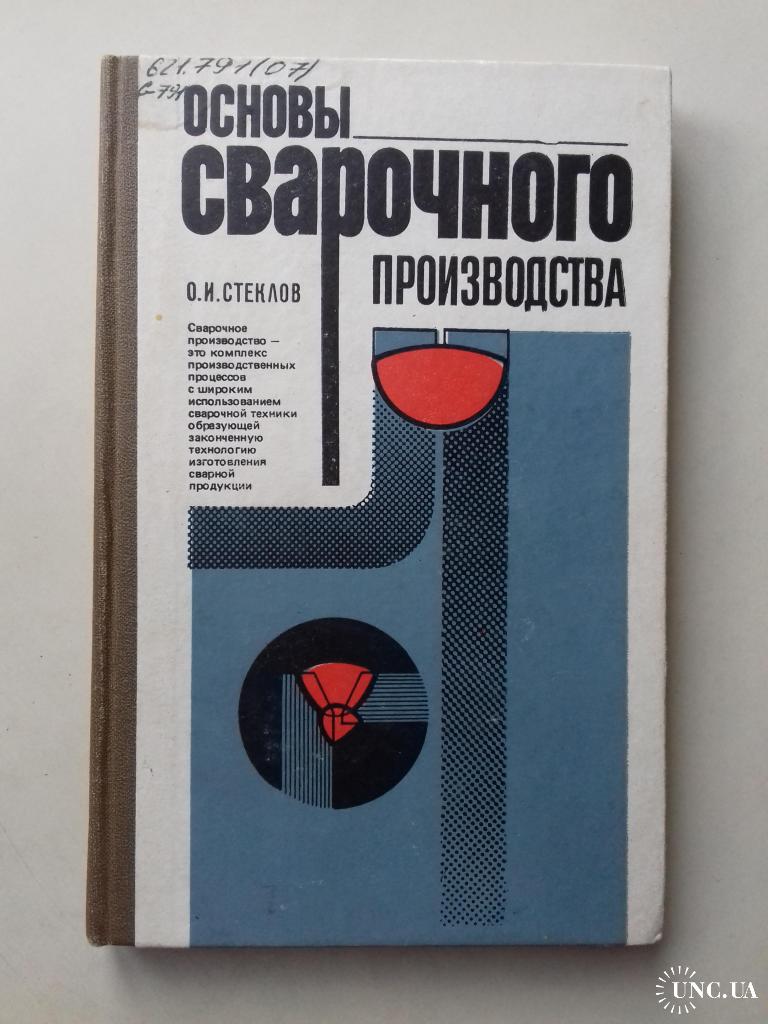 621.791(07)
С-791
ОСНОВЫ
СВАРОЧНОГО
ПРОИЗВОДСТВА
О.И.СТЕКЛОВ
Сварочное
производство —
это комплекс
производственных
процессов
с широким
использованием
сварочной техники
образующей
законченную
технологию
изготовления
сварной
продукции
UNC.UA